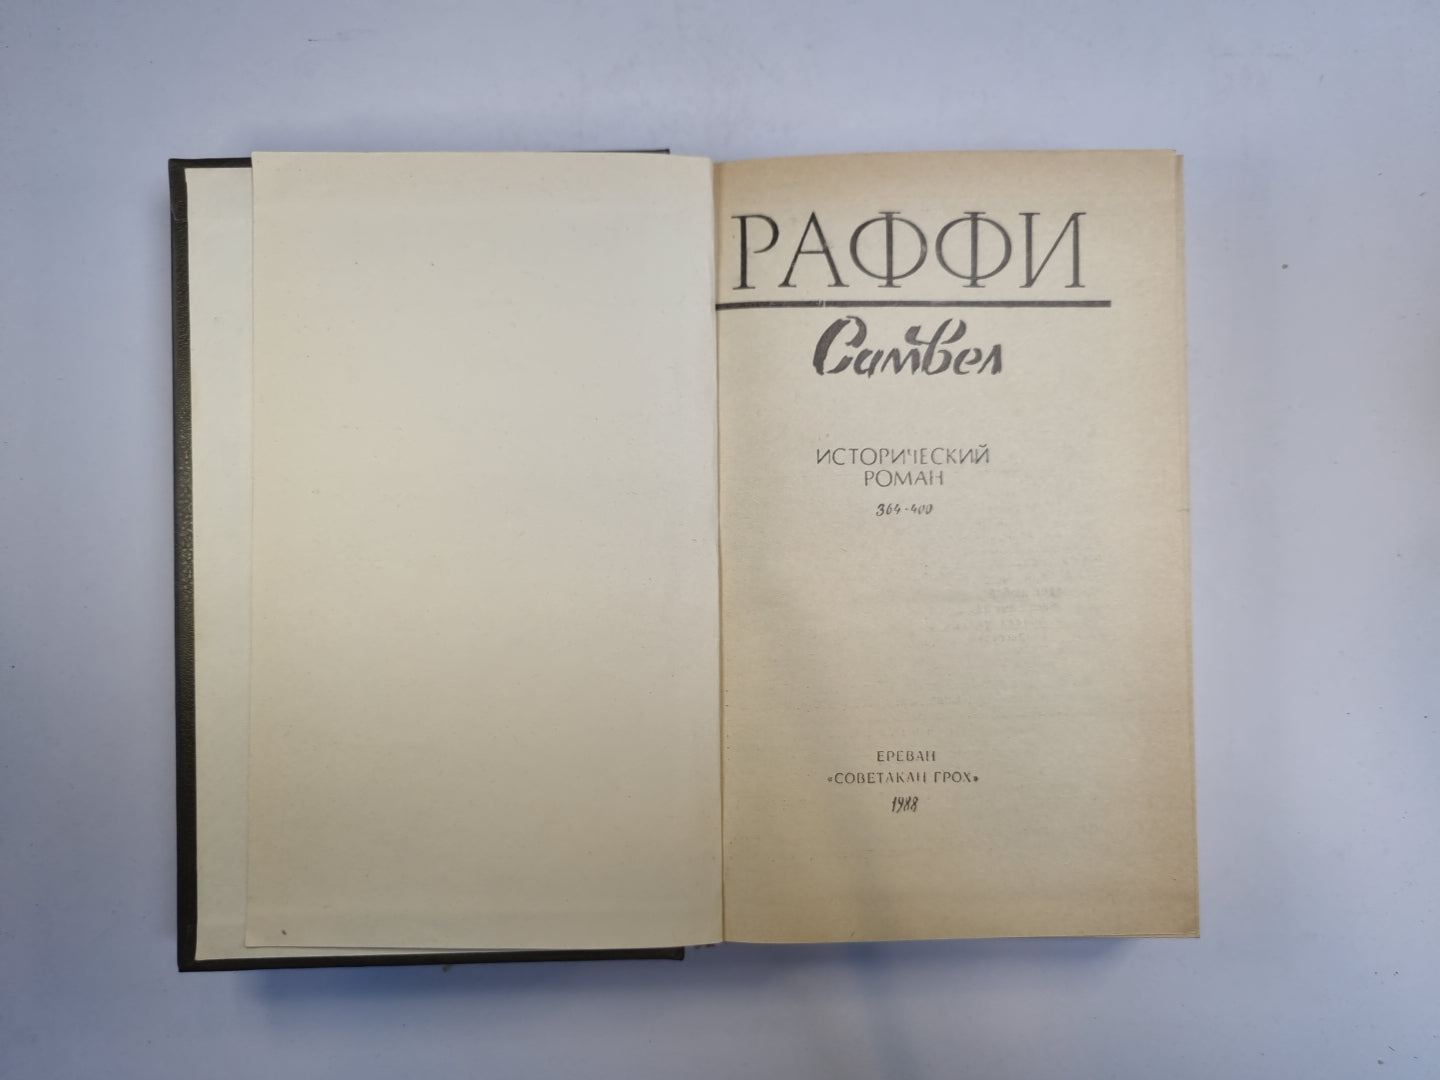 РАФФИ
Самвел
ИСТОРИЧЕСКИЙ
РОМАН
364-400
ЕРЕВАН
«СОВЕТАКАН ГРОХ»
1988